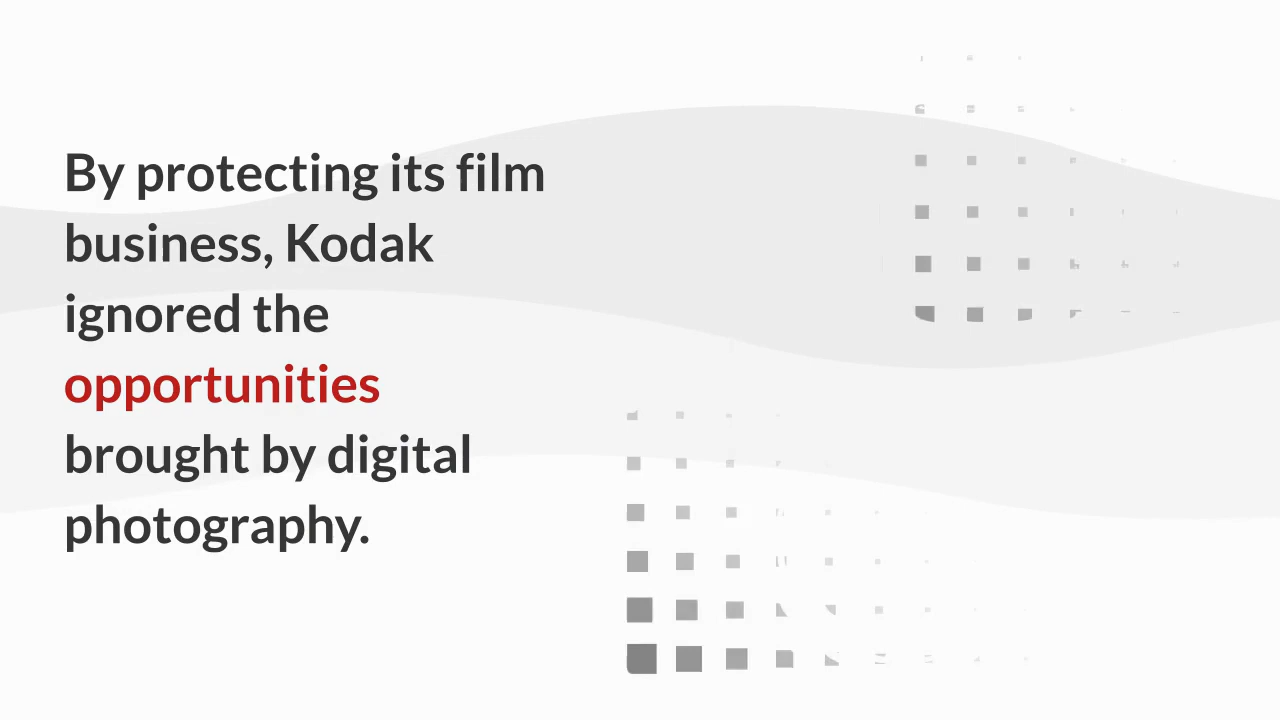 By protecting its film
business, Kodak
ignored the
opportunities
brought by digital
photography.